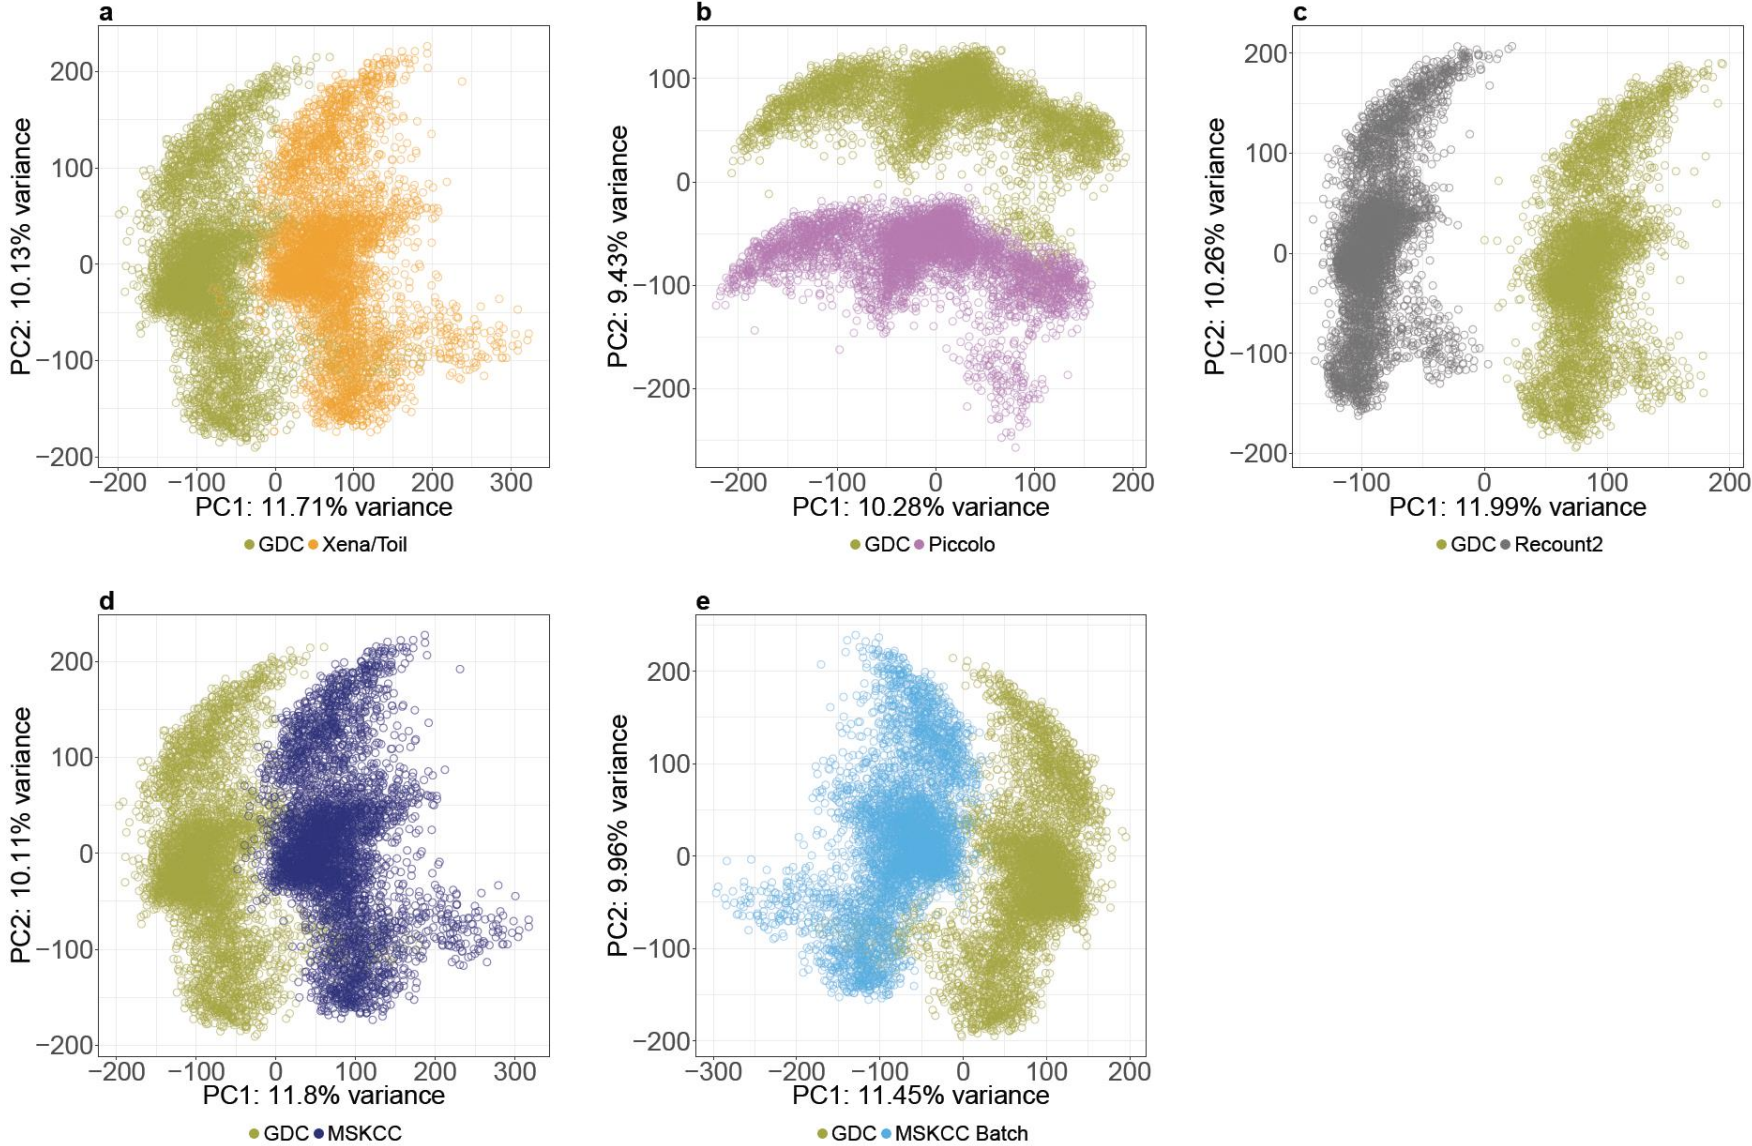 a
PC2: 10.13% variance
200
100
0
−100
−200
−200 −100 0 100 200 300
PC1: 11.71% variance
GDC Xena/Toil
b
PC2: 9.43% variance
100
0
−100
−200
−200 −100 0 100 200
PC1: 10.28% variance
GDC Piccolo
c
PC2: 10.26% variance
200
100
0
−100
−200
−100 0 100 200
PC1: 11.99% variance
GDC Recount2
d
PC2: 10.11% variance
200
100
0
−100
−200
−200 −100 0 100 200 300
PC1: 11.8% variance
GDC MSKCC
e
PC2: 9.96% variance
200
100
0
−100
−200
−300 −200 −100 0 100 200
PC1: 11.45% variance
GDC MSKCC Batch